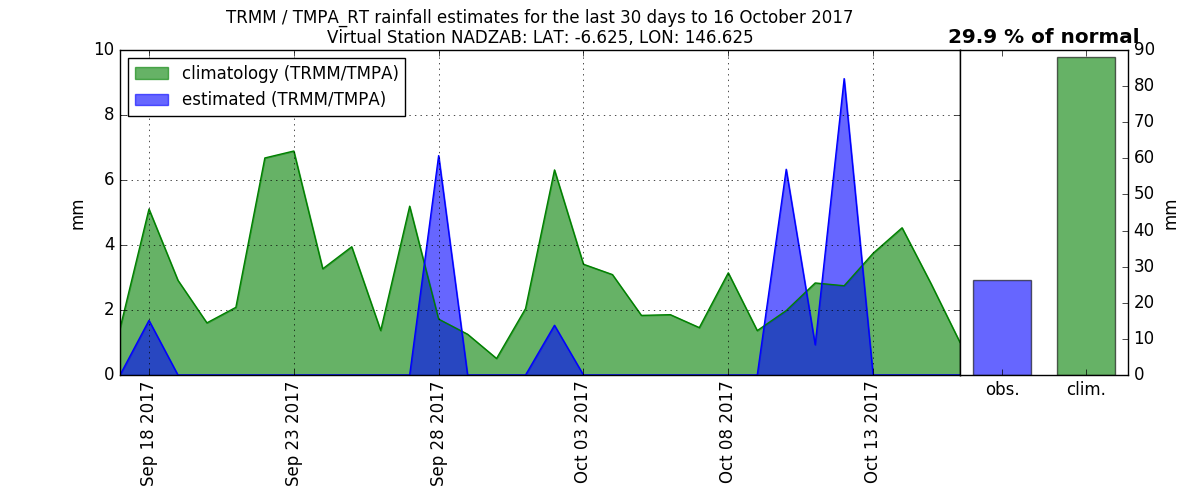 TRMM / TMPA_RT rainfall estimates for the last 30 days to 16 October 2017
Virtual Station NADZAB: LAT: -6.625, LON: 146.625
29.9 % of normal
climatology (TRMM/TMPA)
estimated (TRMM/TMPA)
10
8
6
4
2
0
mm
Sep 18 2017
Sep 23 2017
Sep 28 2017
Oct 03 2017
Oct 08 2017
Oct 13 2017
90
80
70
60
50
40
30
20
10
0
mm
obs.
clim.